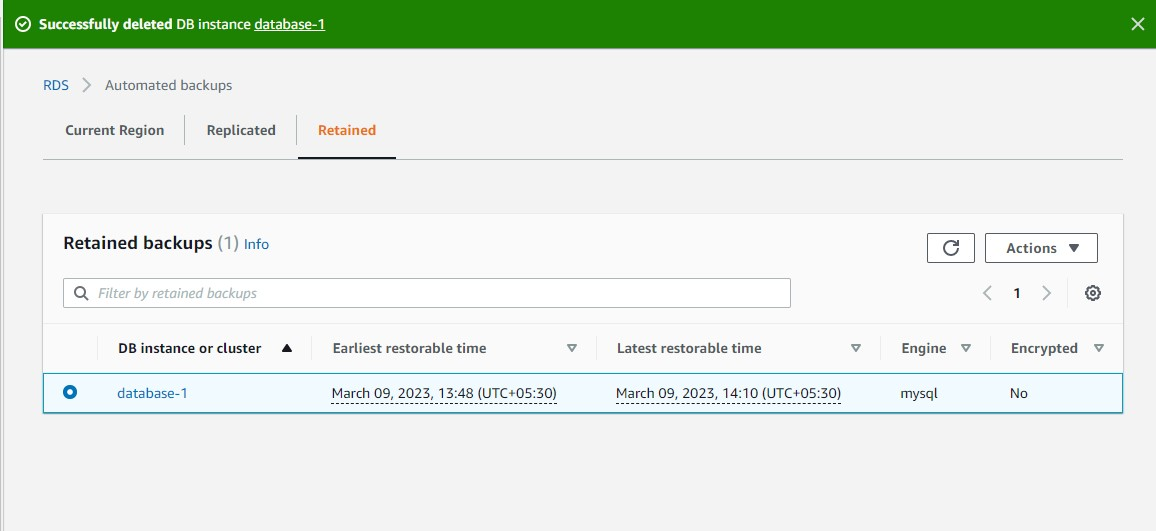 Successfully deleted DB instance database-1
RDS Automated backups
Current Region Replicated Retained
Retained backups (1) Info
Actions
Filter by retained backups
1
DB instance or cluster Earliest restorable time Latest restorable time Engine Encrypted
database-1 March 09, 2023, 13:48 (UTC+05:30) March 09, 2023, 14:10 (UTC+05:30) mysql No